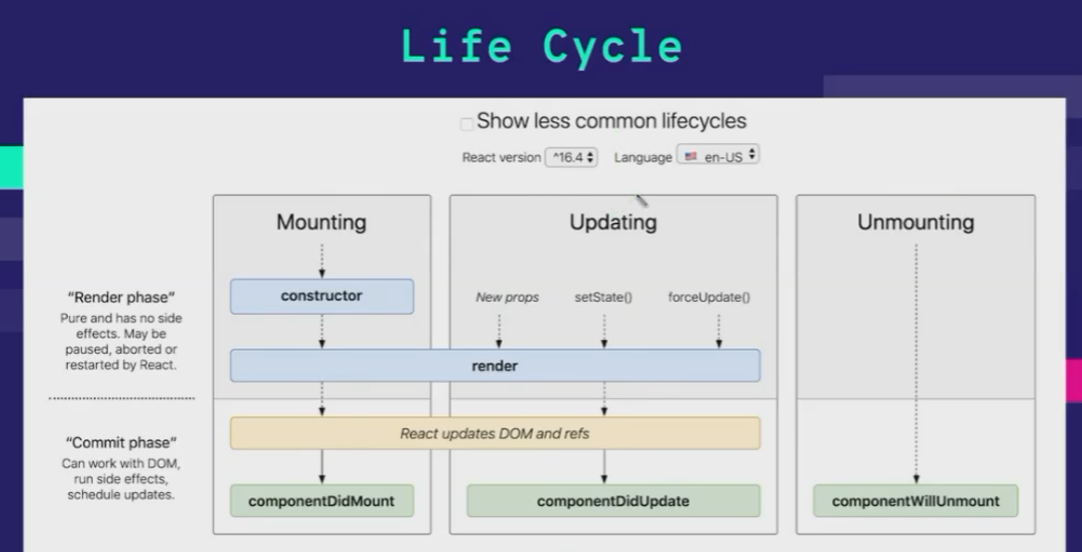 Life Cycle
Show less common lifecycles
React version ^16.4 Language en-US
Mounting
Updating
Unmounting
"Render phase"
Pure and has no side
effects. May be
paused, aborted or
restarted by React.
constructor
New props
setState()
forceUpdate()
render
"Commit phase"
Can work with DOM,
run side effects,
schedule updates.
React updates DOM and refs
componentDidMount
componentDidUpdate
componentWillUnmount